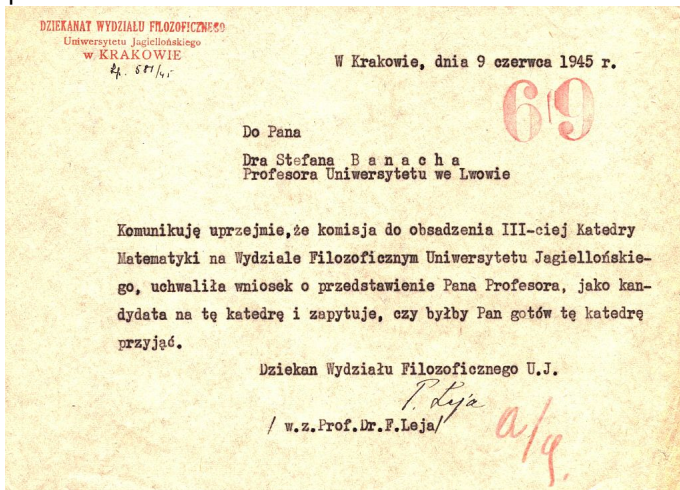 DZIEKANAT WYDZIAŁU FILOZOFICZNEGO
Uniwersytetu Jagiellońskiego
w KRAKOWIE
Lp. 581/45
W Krakowie, dnia 9 czerwca 1945 r.
69
Do Pana
Dra Stefana B a n a c h a
Profesora Uniwersytetu we Lwowie
Komunikuję uprzejmie,że komisja do obsadzenia III-ciej Katedry
Matematyki na Wydziale Filozoficznym Uniwersytetu Jagiellońskie-
go, uchwaliła wniosek o przedstawienie Pana Profesora, jako kan-
dydata na tę katedrę i zapytuje, czy byłby Pan gotów tę katedrę
przyjąć.
Dziekan Wydziału Filozoficznego U.J.
F. Leja
/ w.z.Prof.Dr.F.Leja/
a/